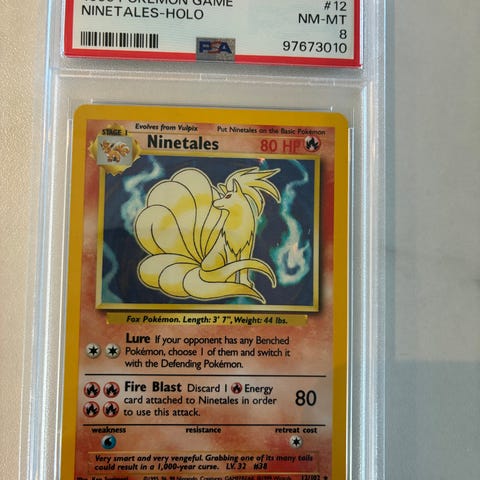 POKEMON GAME #12
NINETALES-HOLO NM-MT
PSA 8
97673010
Evolves from Vulpix Put Ninetales on the Basic Pokémon
STAGE 1 Ninetales 80 HP
Fox Pokémon. Length: 3' 7", Weight: 44 lbs.
Lure If your opponent has any Benched
Pokémon, choose 1 of them and switch it
with the Defending Pokémon.
Fire Blast Discard 1 Energy
card attached to Ninetales in order
to use this attack. 80
weakness resistance retreat cost
Very smart and very vengeful. Grabbing one of its many tails
could result in a 1,000-year curse. LV. 32 #38
12/102